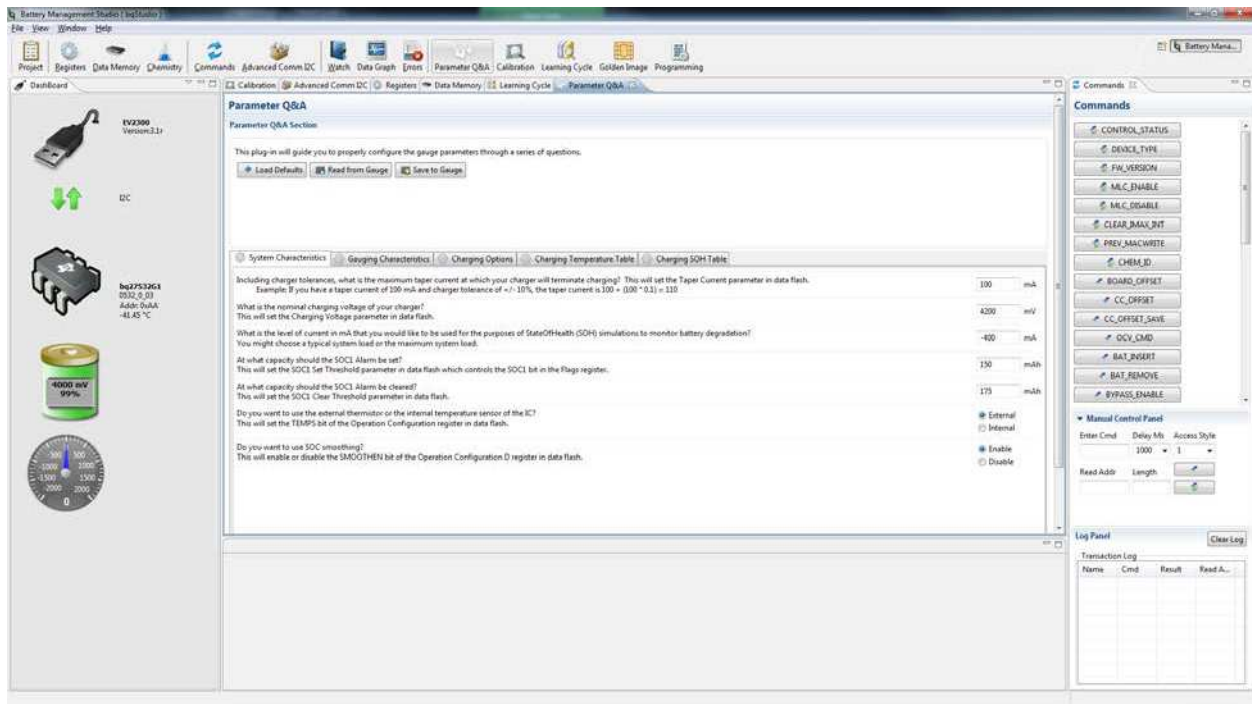 Battery Management Studio ( bqStudio )
File View Window Help
Project Registers Data Memory Chemistry Commands Advanced Comm I2C Watch Data Graph Errors Parameter Q&A Calibration Learning Cycle Golden Image Programming
Battery Mana...
DashBoard
EV2300
I2C
bq27532G1
0532_0_03
Addr: 0xAA
-41.45 °C
4000 mV
99%
-500 500
-1000 1000
-1500 1500
-2000 2000
0
Calibration Advanced Comm I2C Registers Data Memory Learning Cycle Parameter Q&A
Parameter Q&A
Parameter Q&A Section
This plug-in will guide you to properly configure the gauge parameters through a series of questions.
Load Defaults Read from Gauge Save to Gauge
System Characteristics Gauging Characteristics Charging Options Charging Temperature Table Charging SOH Table
Including charger tolerances, what is the maximum taper current at which your charger will terminate charging? This will set the Taper Current parameter in data flash.
Example: If you have a taper current of 100 mA and charger tolerance of +/- 10%, the taper current is 100 + (100 * 0.1) = 110
100 mA
What is the nominal charging voltage of your charger?
This will set the Charging Voltage parameter in data flash.
4200 mV
What is the level of current in mA that you would like to be used for the purposes of StateOfHealth (SOH) simulations to monitor battery degradation?
You might choose a typical system load or the maximum system load.
-400 mA
At what capacity should the SOC1 Alarm be set?
This will set the SOC1 Set Threshold parameter in data flash which controls the SOC1 bit in the Flags register.
150 mAh
At what capacity should the SOC1 Alarm be cleared?
This will set the SOC1 Clear Threshold parameter in data flash.
175 mAh
Do you want to use the external thermistor or the internal temperature sensor of the IC?
This will set the TEMPS bit of the Operation Configuration register in data flash.
External
Internal
Do you want to use SOC smoothing?
This will enable or disable the SMOOTHEN bit of the Operation Configuration D register in data flash.
Enable
Disable
Commands
Commands
CONTROL_STATUS
DEVICE_TYPE
FW_VERSION
MLC_ENABLE
MLC_DISABLE
CLEAR_IMAX_INT
PREV_MACWRITE
CHEM_ID
BOARD_OFFSET
CC_OFFSET
CC_OFFSET_SAVE
OCV_CMD
BAT_INSERT
BAT_REMOVE
BYPASS_ENABLE
Manual Control Panel
Enter Cmd Delay Ms Access Style
1000 1
Read Addr Length
Log Panel
Clear Log
Transaction Log
Name Cmd Result Read A...